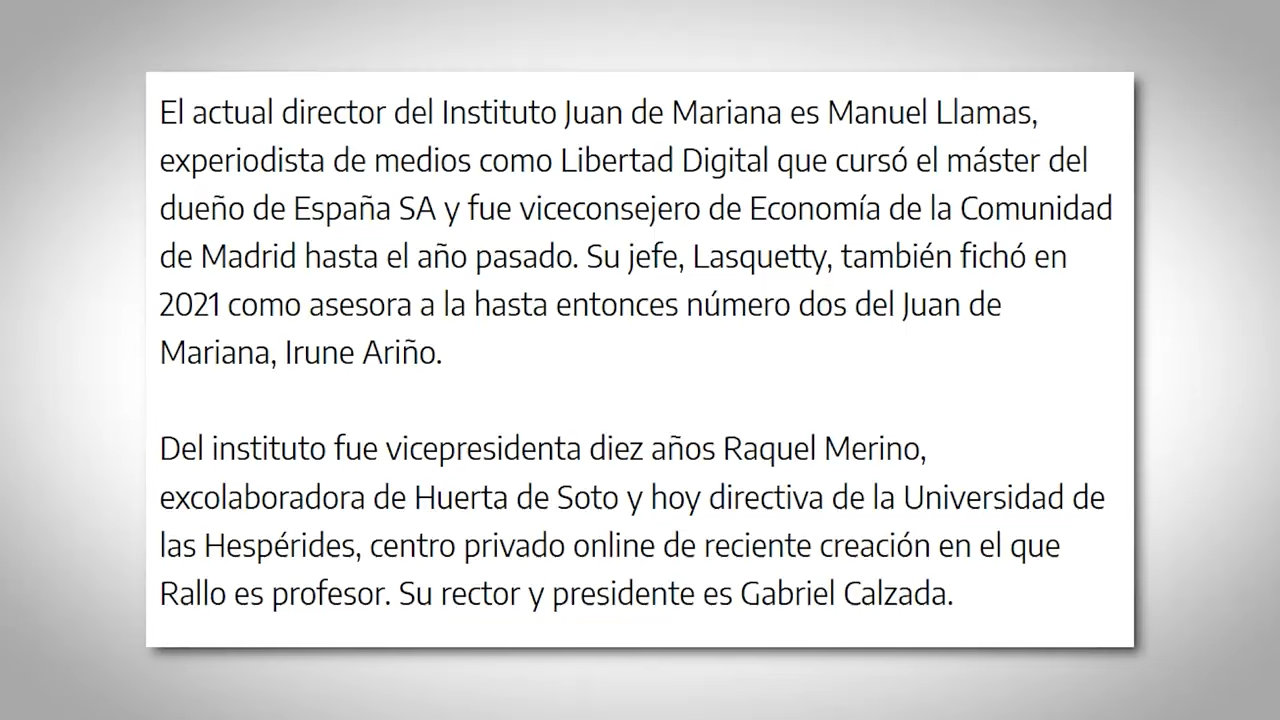 El actual director del Instituto Juan de Mariana es Manuel Llamas,
experiodista de medios como Libertad Digital que cursó el máster del
dueño de España SA y fue viceconsejero de Economía de la Comunidad
de Madrid hasta el año pasado. Su jefe, Lasquetty, también fichó en
2021 como asesora a la hasta entonces número dos del Juan de
Mariana, Irune Ariño.
Del instituto fue vicepresidenta diez años Raquel Merino,
excolaboradora de Huerta de Soto y hoy directiva de la Universidad de
las Hespérides, centro privado online de reciente creación en el que
Rallo es profesor. Su rector y presidente es Gabriel Calzada.